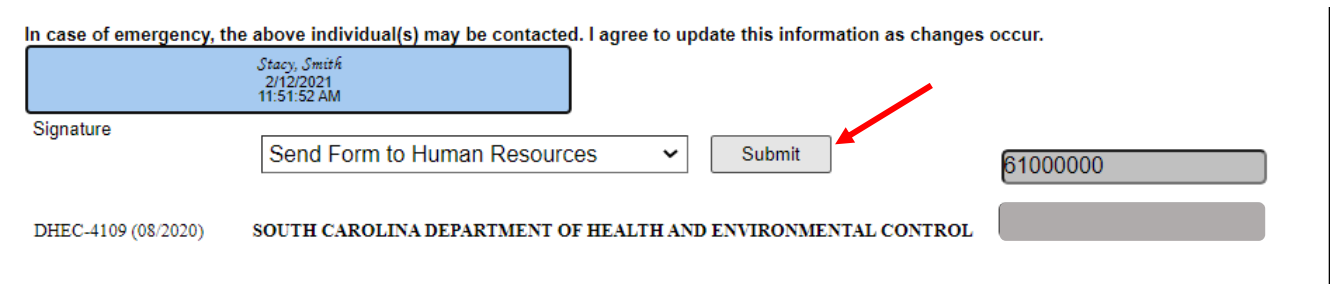 In case of emergency, the above individual(s) may be contacted. I agree to update this information as changes occur.
Stacy, Smith
2/12/2021
11:51:52 AM
Signature
Send Form to Human Resources
Submit
61000000
DHEC-4109 (08/2020)
SOUTH CAROLINA DEPARTMENT OF HEALTH AND ENVIRONMENTAL CONTROL